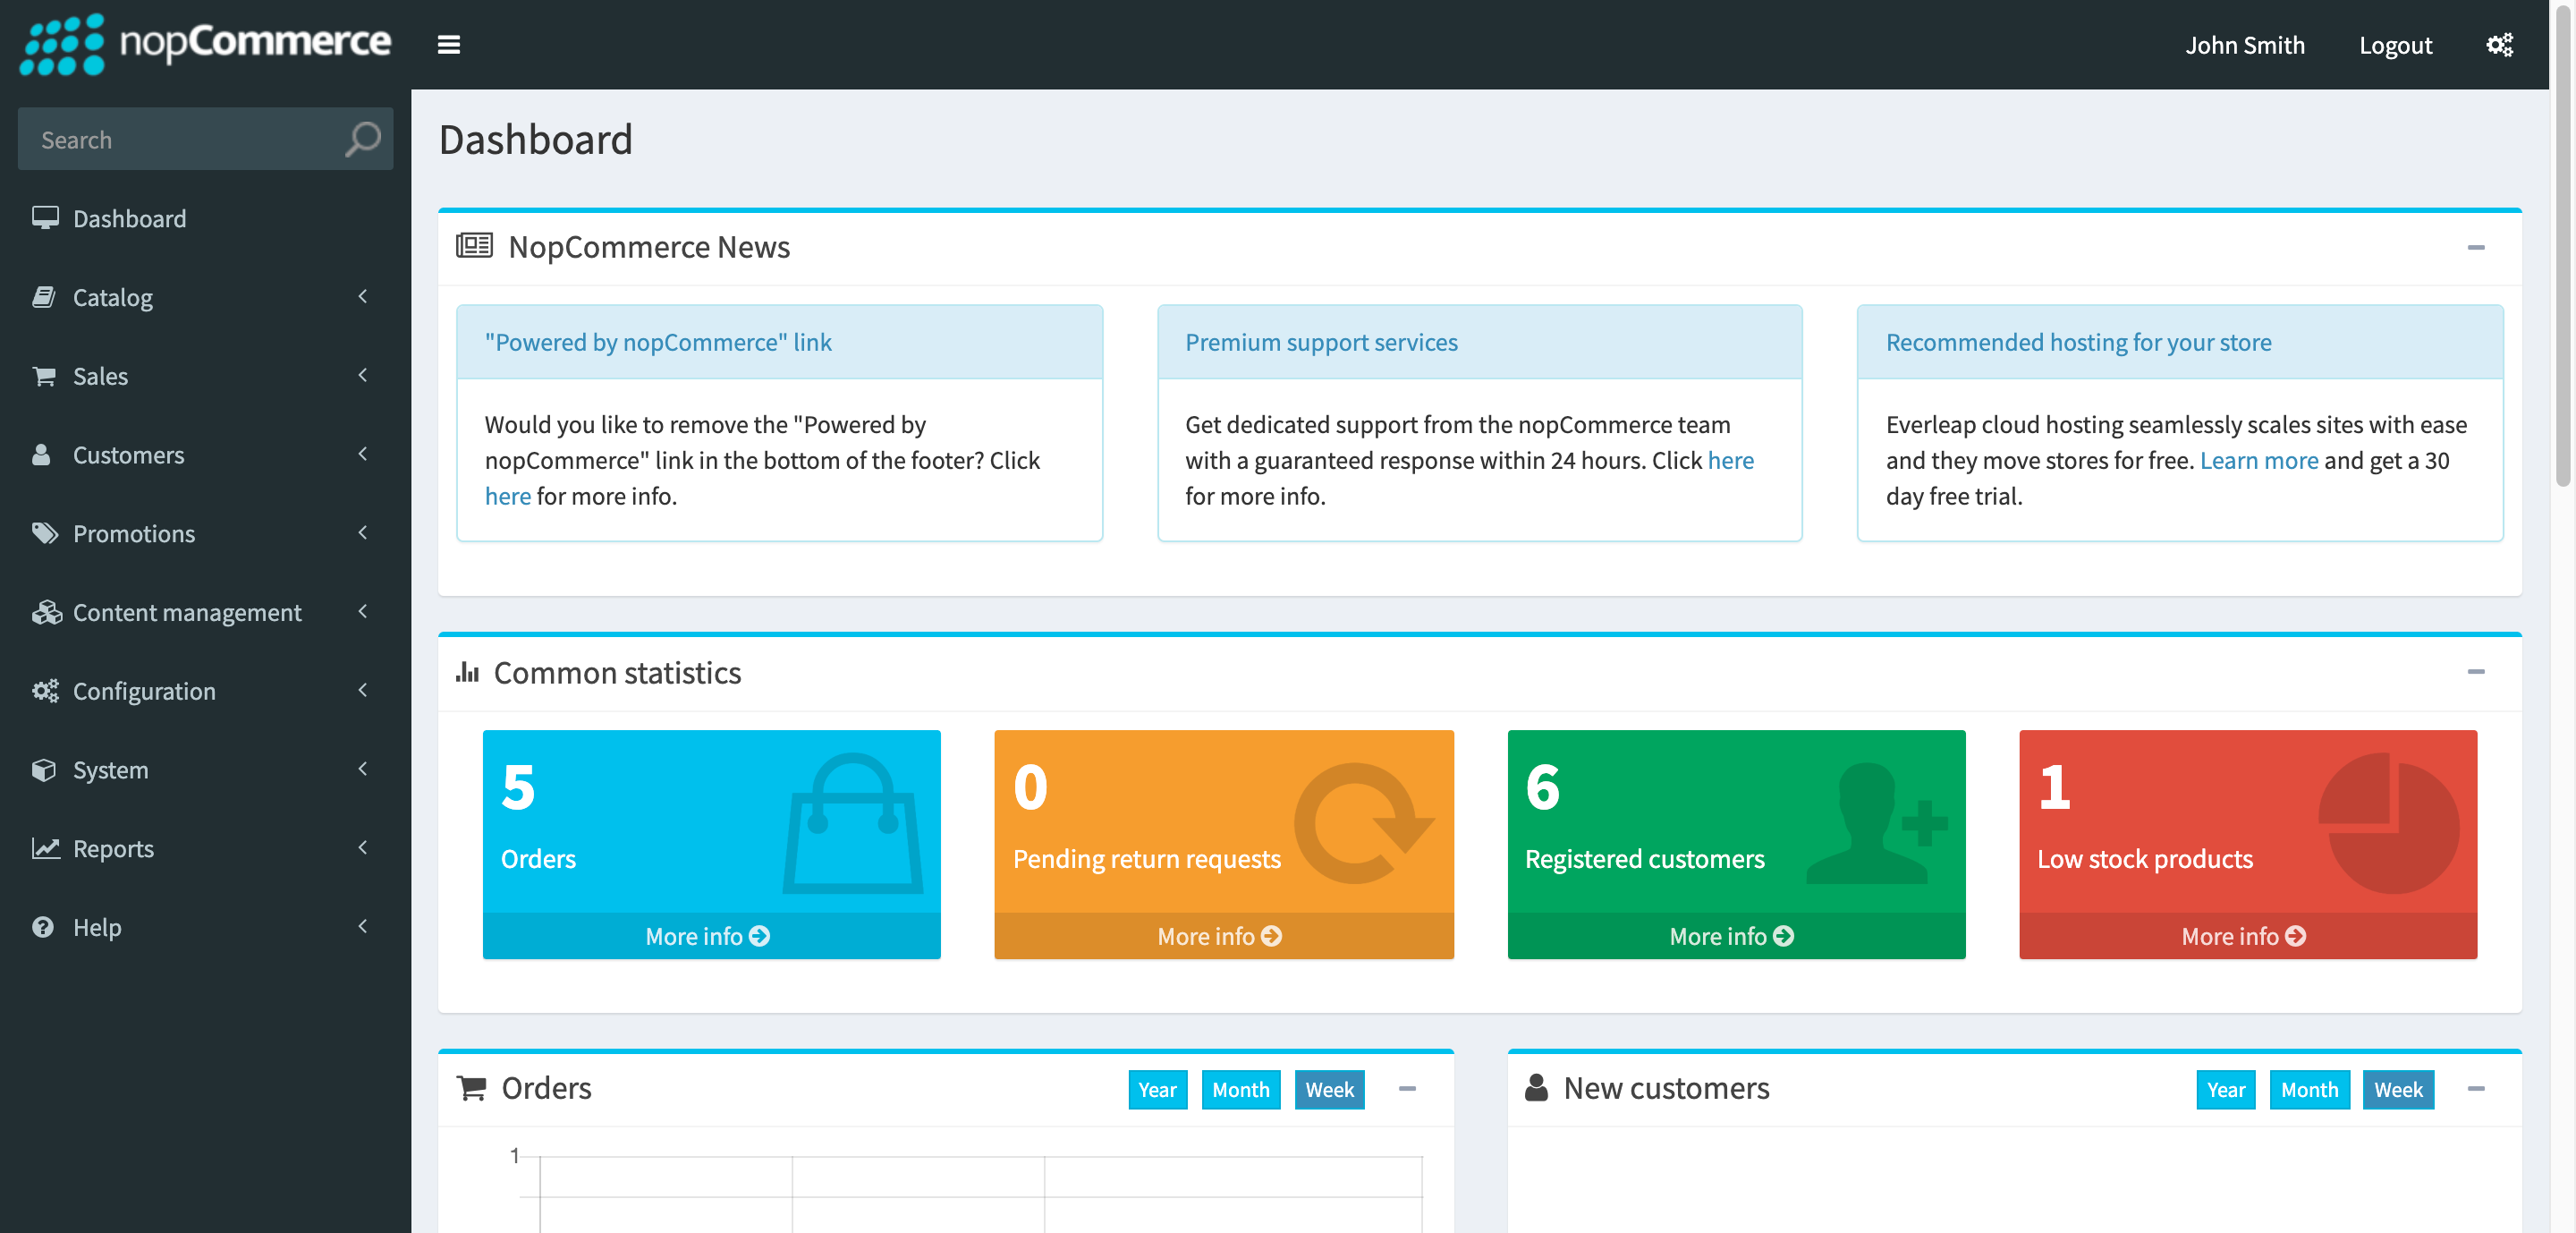 nopCommerce
John Smith
Logout
Search
Dashboard
Catalog
Sales
Customers
Promotions
Content management
Configuration
System
Reports
Help
Dashboard
NopCommerce News
"Powered by nopCommerce" link
Would you like to remove the "Powered by
nopCommerce" link in the bottom of the footer? Click
here for more info.
Premium support services
Get dedicated support from the nopCommerce team
with a guaranteed response within 24 hours. Click here
for more info.
Recommended hosting for your store
Everleap cloud hosting seamlessly scales sites with ease
and they move stores for free. Learn more and get a 30
day free trial.
Common statistics
5
Orders
More info
0
Pending return requests
More info
6
Registered customers
More info
1
Low stock products
More info
Orders
Year
Month
Week
1
New customers
Year
Month
Week